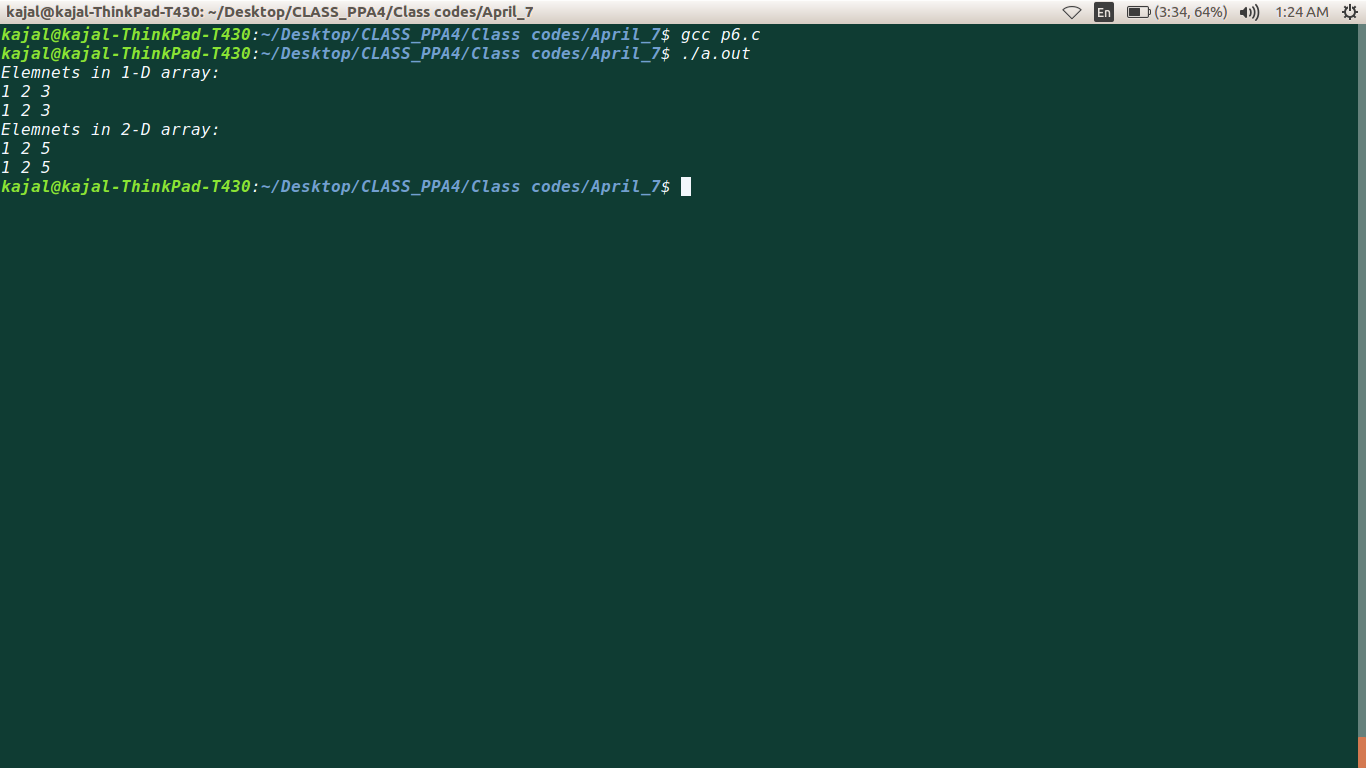 kajal@kajal-ThinkPad-T430: ~/Desktop/CLASS_PPA4/Class codes/April_7
En (3:34, 64%) 1:24 AM
kajal@kajal-ThinkPad-T430:~/Desktop/CLASS_PPA4/Class codes/April_7$ gcc p6.c
kajal@kajal-ThinkPad-T430:~/Desktop/CLASS_PPA4/Class codes/April_7$ ./a.out
Elemnets in 1-D array:
1 2 3
1 2 3
Elemnets in 2-D array:
1 2 5
1 2 5
kajal@kajal-ThinkPad-T430:~/Desktop/CLASS_PPA4/Class codes/April_7$